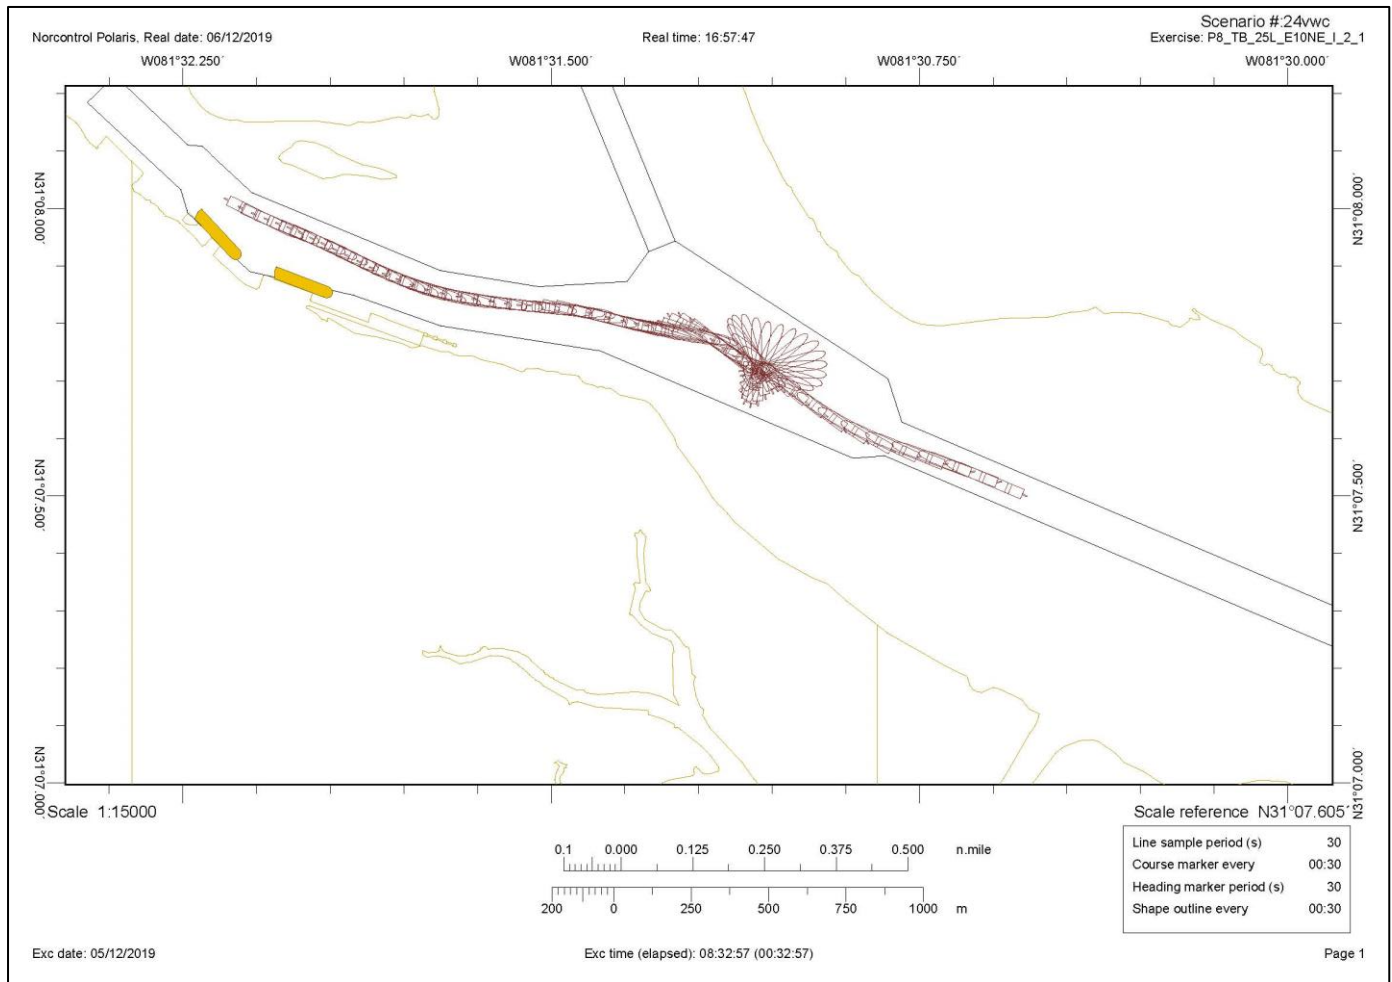 Scenario #:24vwc
Norcontrol Polaris, Real date: 06/12/2019
Real time: 16:57:47
Exercise: P8_TB_25L_E10NE_I_2_1
W081°32.250´ W081°31.500´ W081°30.750´ W081°30.000´
N31°08.000´ N31°08.000´
N31°07.500´ N31°07.500´
N31°07.000´ N31°07.000´
Scale 1:15000
Scale reference N31°07.605´
0.1 0.000 0.125 0.250 0.375 0.500 n.mile
200 0 250 500 750 1000 m
Line sample period (s) 30
Course marker every 00:30
Heading marker period (s) 30
Shape outline every 00:30
Exc date: 05/12/2019
Exc time (elapsed): 08:32:57 (00:32:57)
Page 1